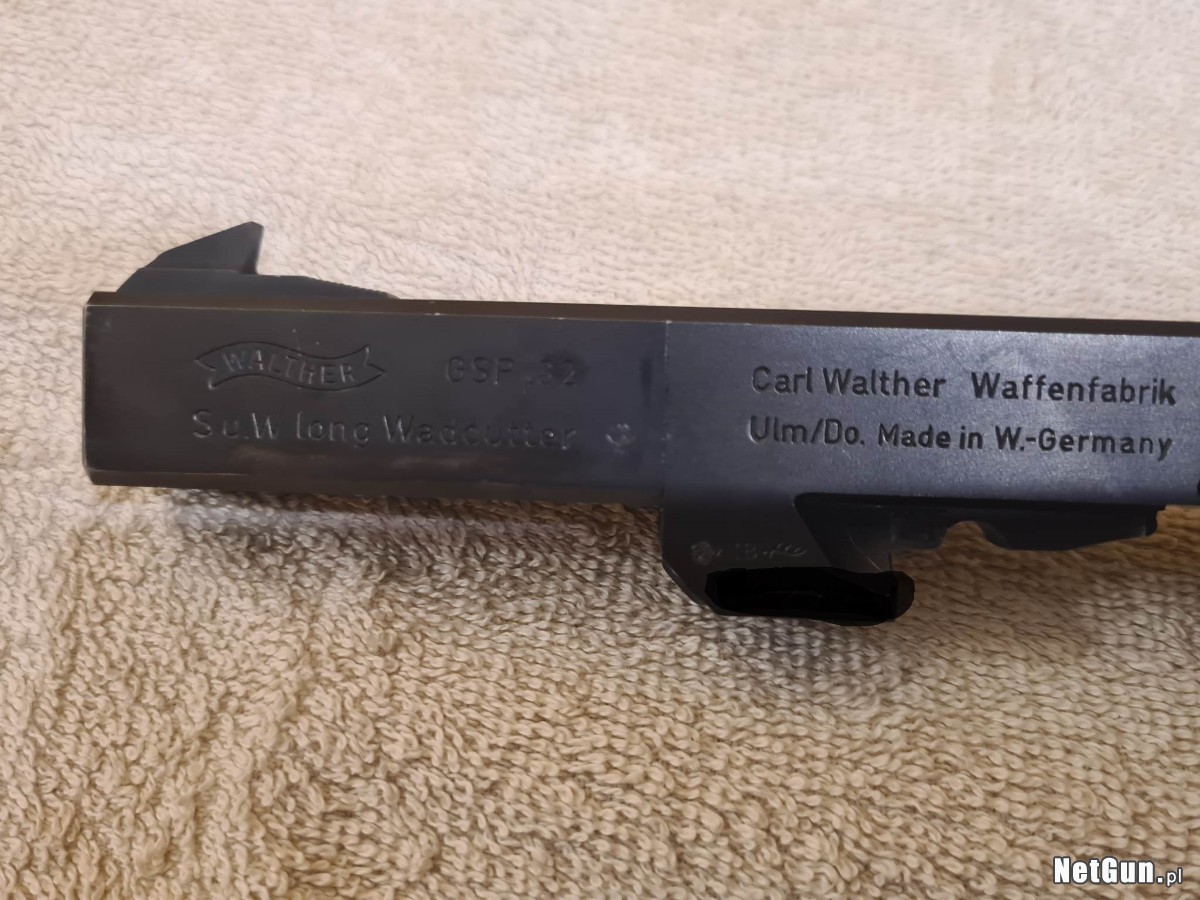 WALTHER GSP .32
S u.W long Wadcutter
Carl Walther Waffenfabrik
Ulm/Do. Made in W.-Germany
NetGun.pl